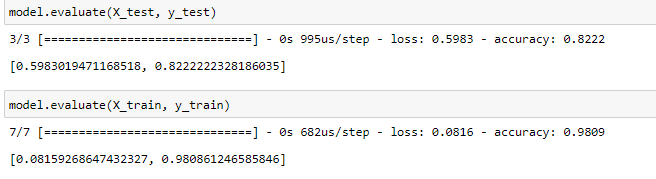 model.evaluate(X_test, y_test)
3/3 [==============================] - 0s 995us/step - loss: 0.5983 - accuracy: 0.8222
[0.5983019471168518, 0.8222222328186035]
model.evaluate(X_train, y_train)
7/7 [==============================] - 0s 682us/step - loss: 0.0816 - accuracy: 0.9809
[0.08159268647432327, 0.980861246585846]